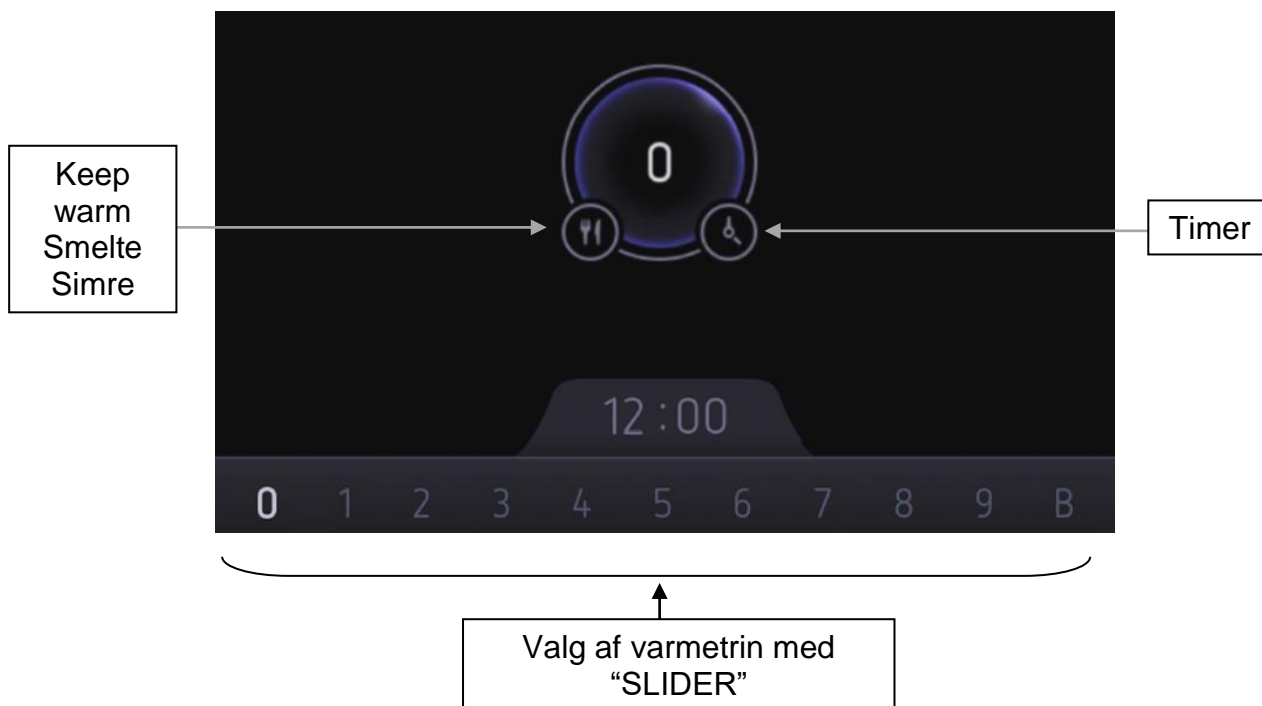 0
Keep
warm
Smelte
Simre
Timer
12:00
0 1 2 3 4 5 6 7 8 9 B
Valg af varmetrin med
“SLIDER”